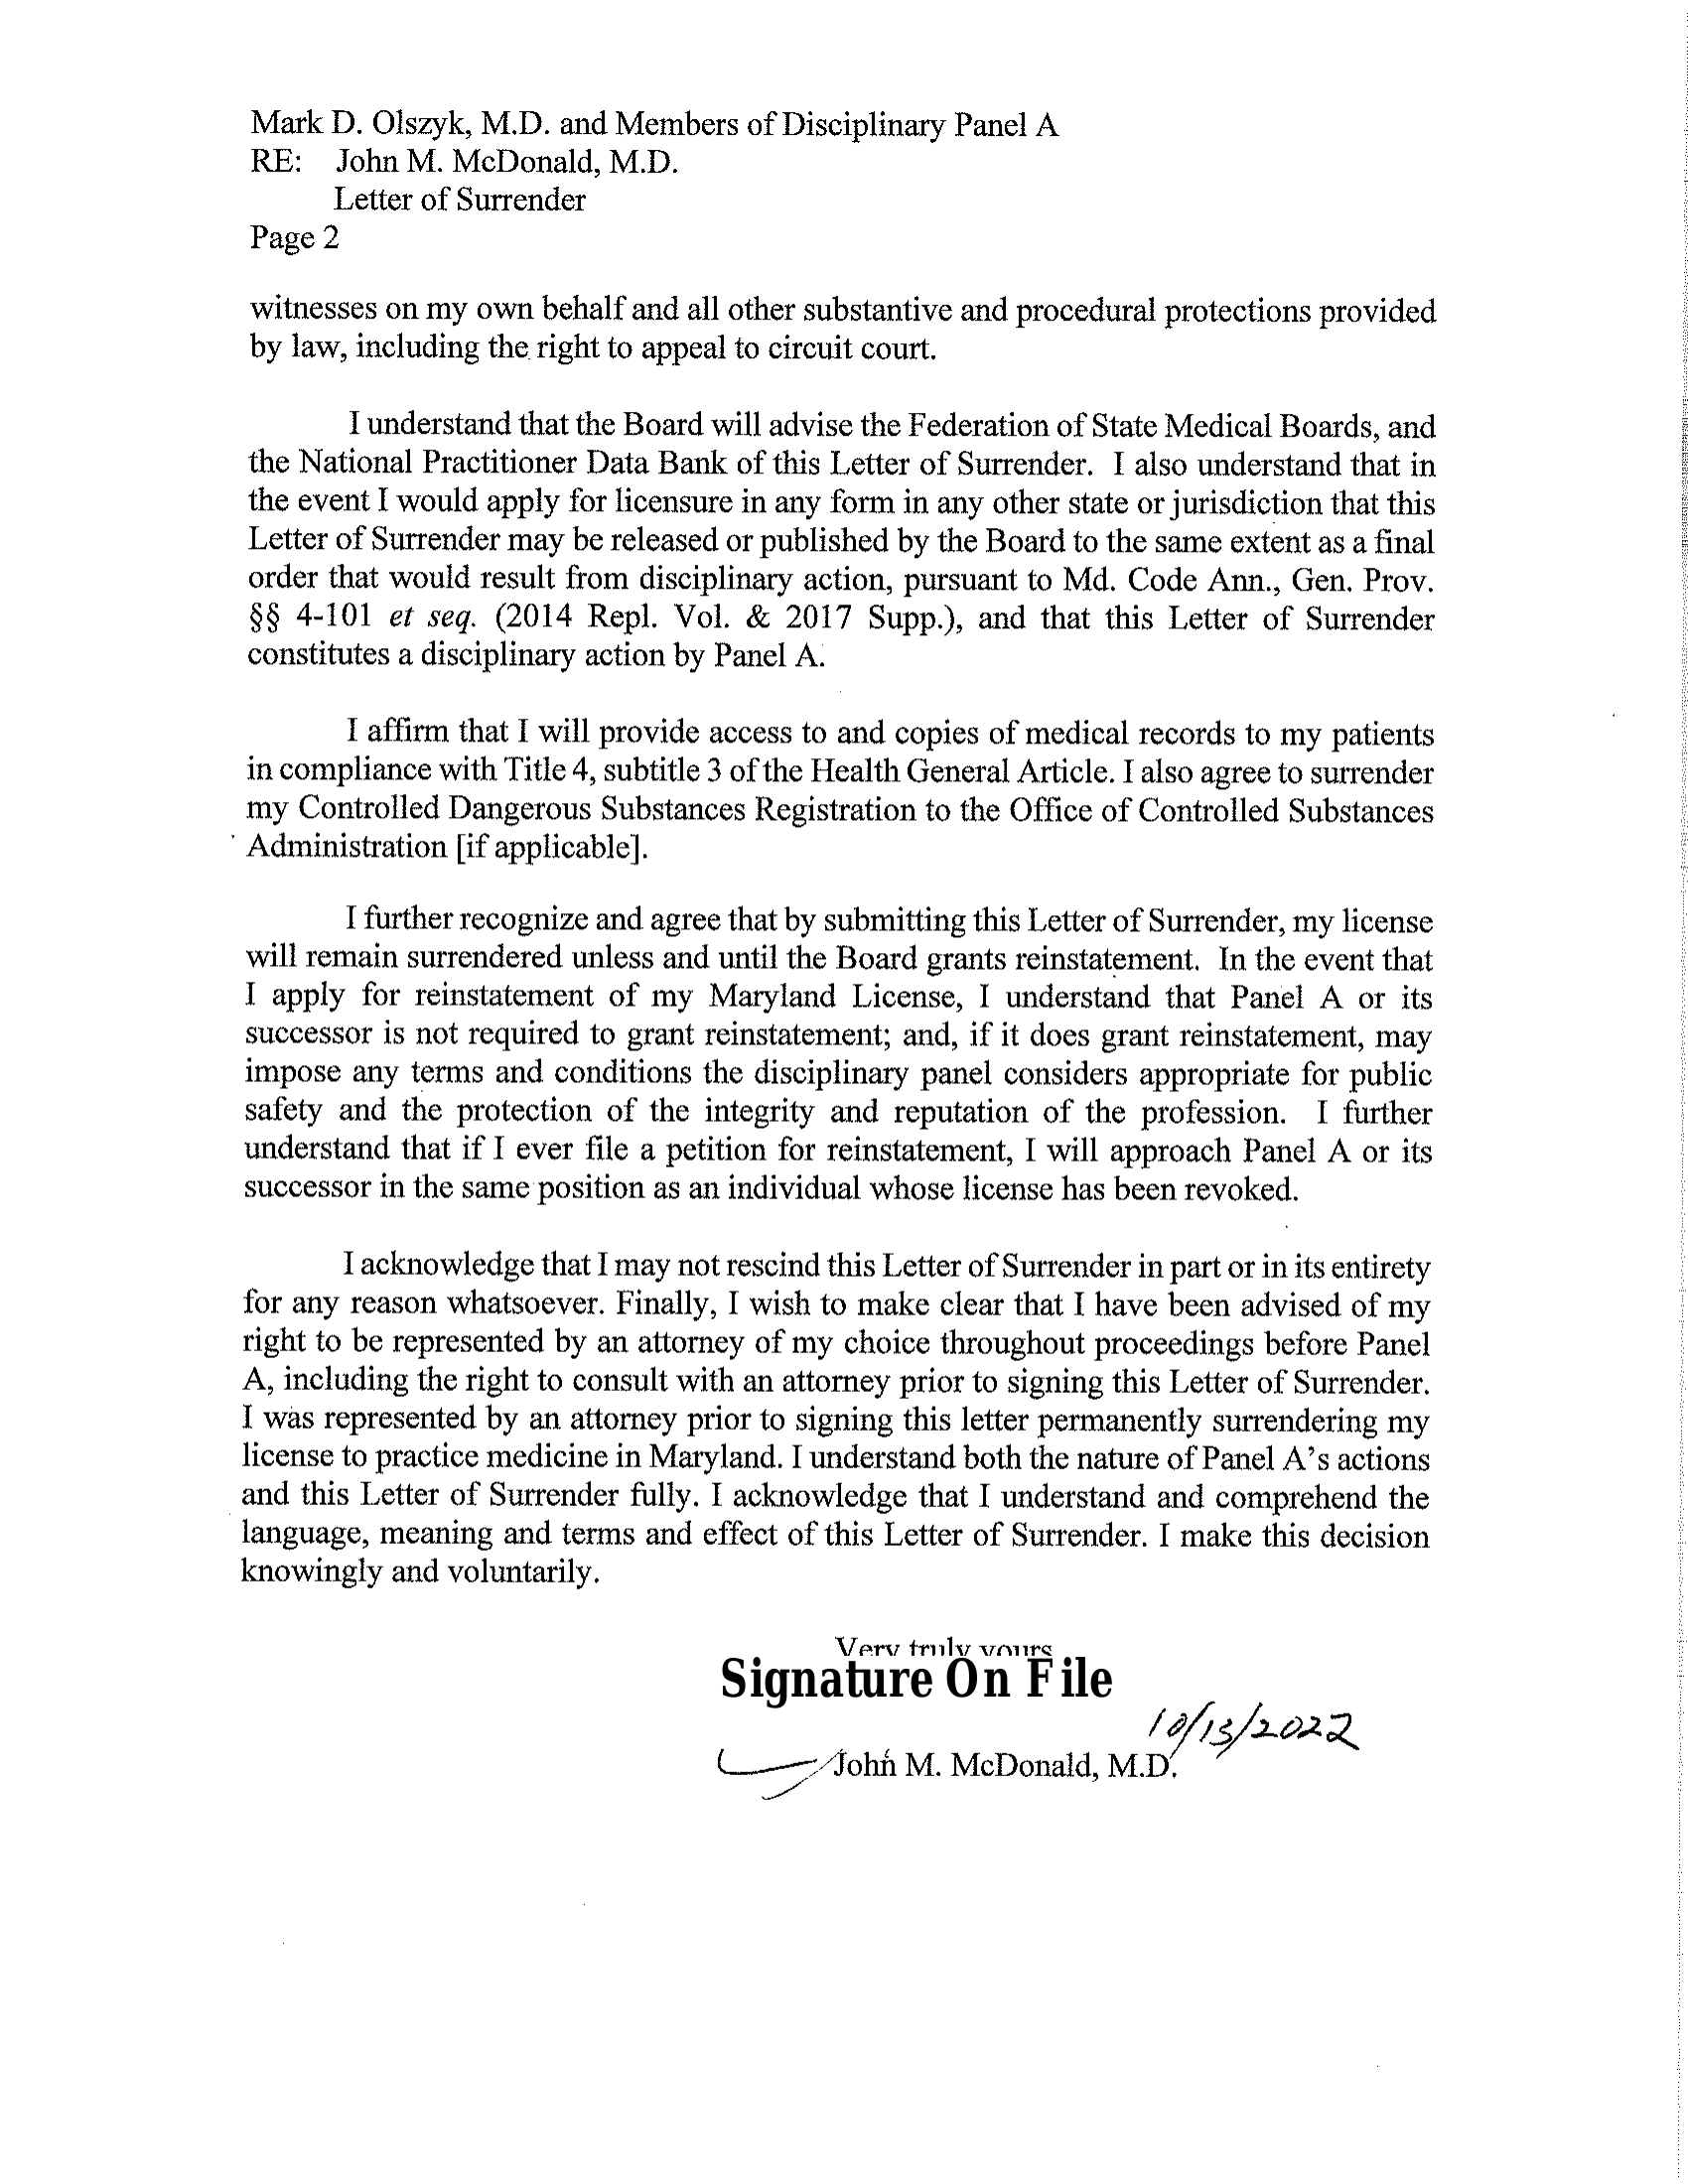 Mark D. Olszyk, M.D. and Members of Disciplinary Panel A
RE: John M. McDonald, M.D.
Letter of Surrender
Page 2
witnesses on my own behalf and all other substantive and procedural protections provided
by law, including the right to appeal to circuit court.
I understand that the Board will advise the Federation of State Medical Boards, and
the National Practitioner Data Bank of this Letter of Surrender. I also understand that in
the event I would apply for licensure in any form in any other state or jurisdiction that this
Letter of Surrender may be released or published by the Board to the same extent as a final
order that would result from disciplinary action, pursuant to Md. Code Ann., Gen. Prov.
§§ 4-101 et seq. (2014 Repl. Vol. & 2017 Supp.), and that this Letter of Surrender
constitutes a disciplinary action by Panel A.
I affirm that I will provide access to and copies of medical records to my patients
in compliance with Title 4, subtitle 3 of the Health General Article. I also agree to surrender
my Controlled Dangerous Substances Registration to the Office of Controlled Substances
Administration [if applicable].
I further recognize and agree that by submitting this Letter of Surrender, my license
will remain surrendered unless and until the Board grants reinstatement. In the event that
I apply for reinstatement of my Maryland License, I understand that Panel A or its
successor is not required to grant reinstatement; and, if it does grant reinstatement, may
impose any terms and conditions the disciplinary panel considers appropriate for public
safety and the protection of the integrity and reputation of the profession. I further
understand that if I ever file a petition for reinstatement, I will approach Panel A or its
successor in the same position as an individual whose license has been revoked.
I acknowledge that I may not rescind this Letter of Surrender in part or in its entirety
for any reason whatsoever. Finally, I wish to make clear that I have been advised of my
right to be represented by an attorney of my choice throughout proceedings before Panel
A, including the right to consult with an attorney prior to signing this Letter of Surrender.
I was represented by an attorney prior to signing this letter permanently surrendering my
license to practice medicine in Maryland. I understand both the nature of Panel A's actions
and this Letter of Surrender fully. I acknowledge that I understand and comprehend the
language, meaning and terms and effect of this Letter of Surrender. I make this decision
knowingly and voluntarily.
Very truly yours
Signature On File
10/13/2022
John M. McDonald, M.D.